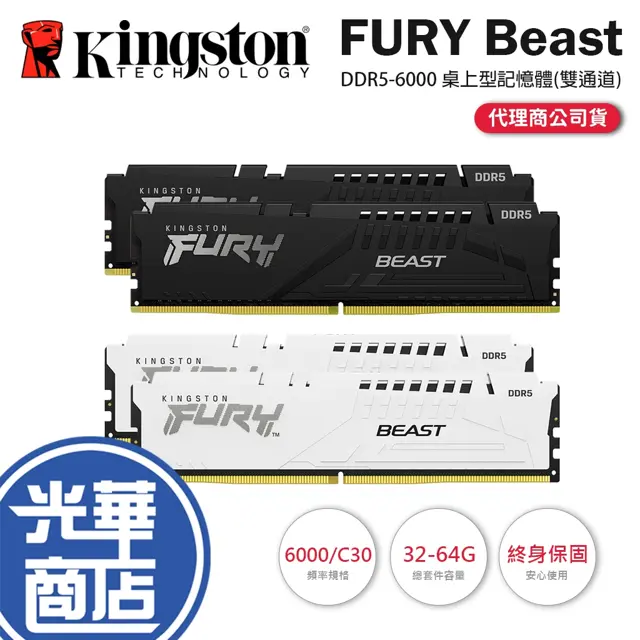 Kingston
TECHNOLOGY
FURY Beast
DDR5-6000 桌上型記憶體(雙通道)
代理商公司貨
KINGSTON
FURY
DDR5
KINGSTON
FURY
BEAST
DDR5
KINGSTON
FURY
DDR5
KINGSTON
FURY™
BEAST
DDR5
光華
商店
6000/C30
頻率規格
32-64G
總套件容量
終身保固
安心使用